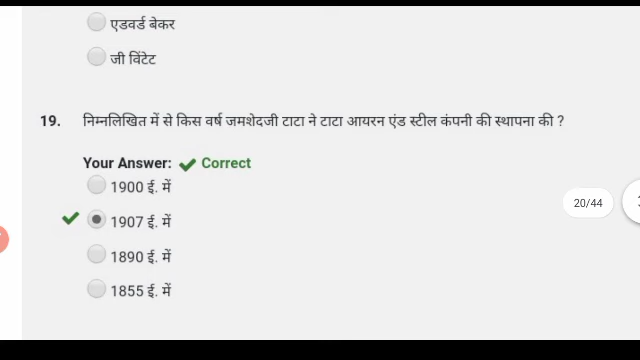 एडवर्ड बेकर
जी विंटेट
19. निम्नलिखित में से किस वर्ष जमशेदजी टाटा ने टाटा आयरन एंड स्टील कंपनी की स्थापना की ?
Your Answer: Correct
1900 ई. में
20/44
1907 ई. में
1890 ई. में
1855 ई. में